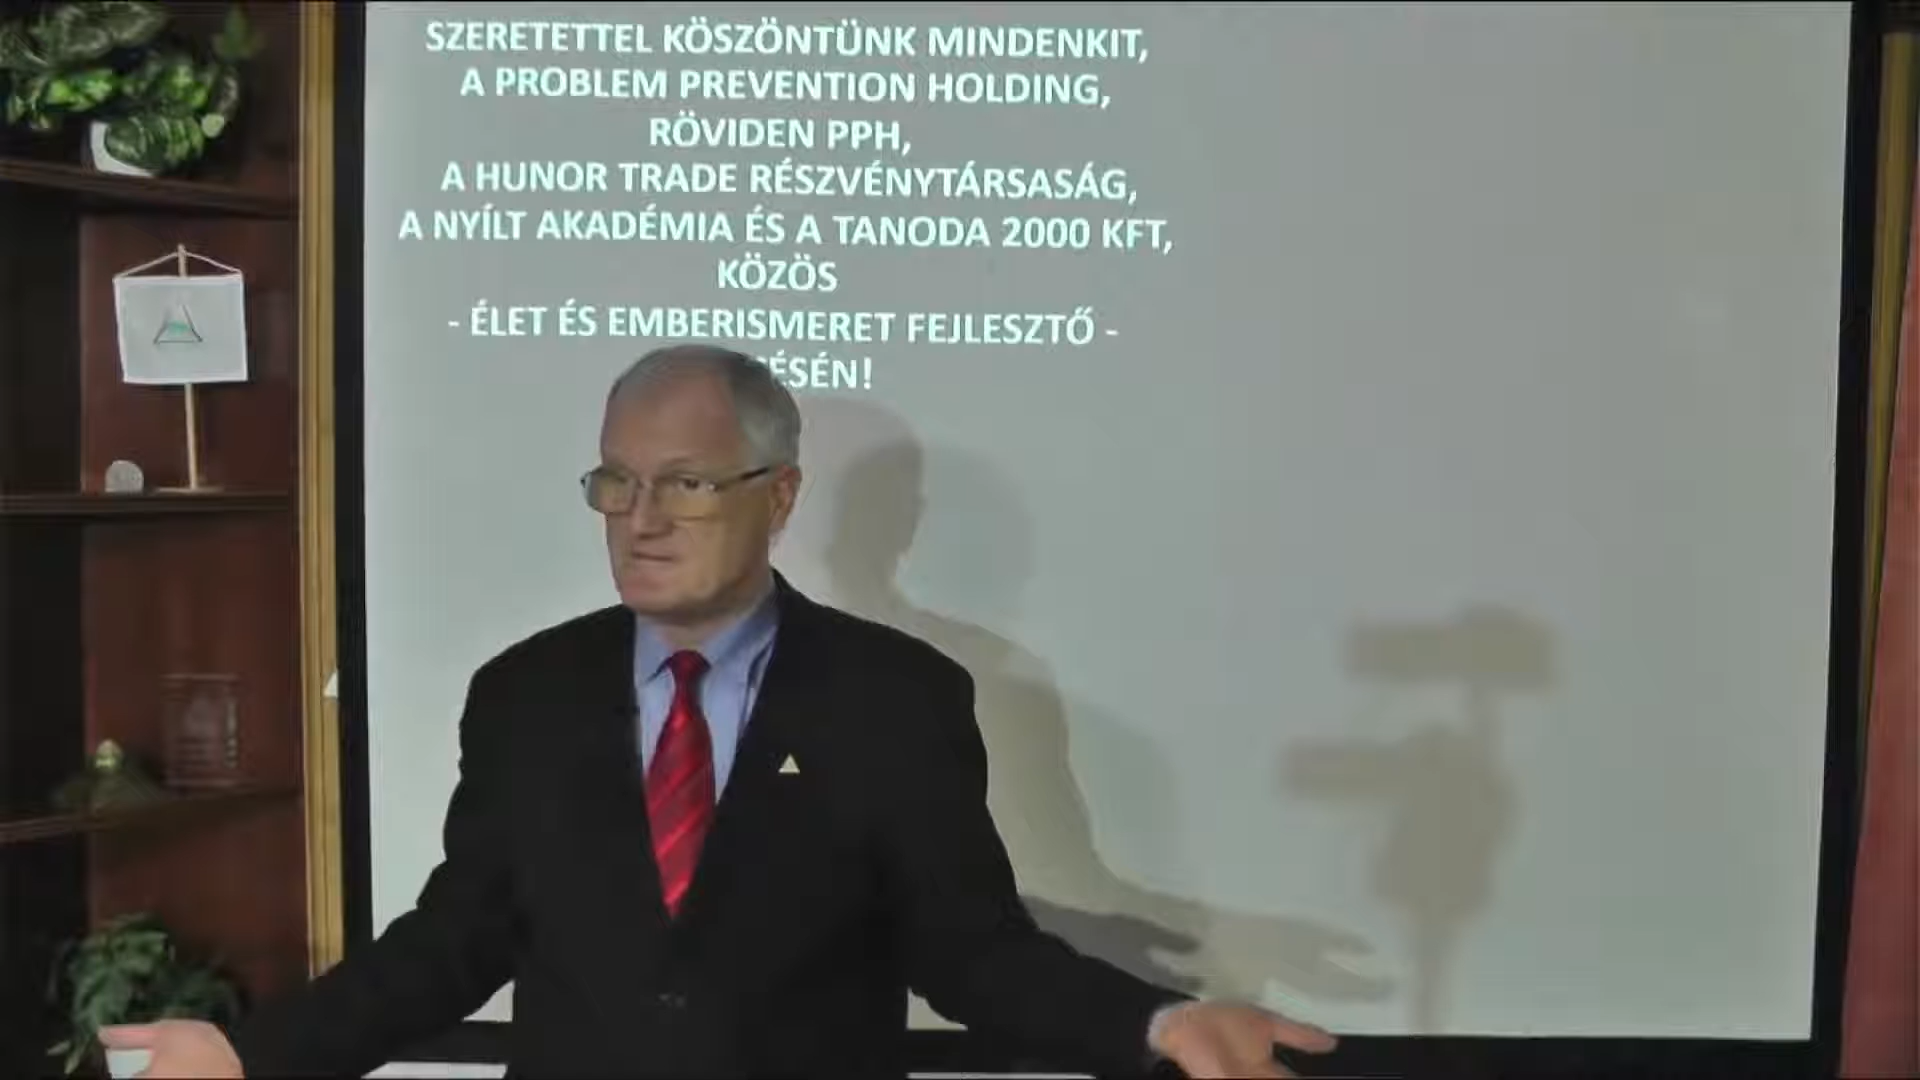 SZERETETTEL KÖSZÖNTÜNK MINDENKIT,
A PROBLEM PREVENTION HOLDING,
RÖVIDEN PPH,
A HUNOR TRADE RÉSZVÉNYTÁRSASÁG,
A NYÍLT AKADÉMIA ÉS A TANODA 2000 KFT,
KÖZÖS
- ÉLET ÉS EMBERISMERET FEJLESZTŐ -